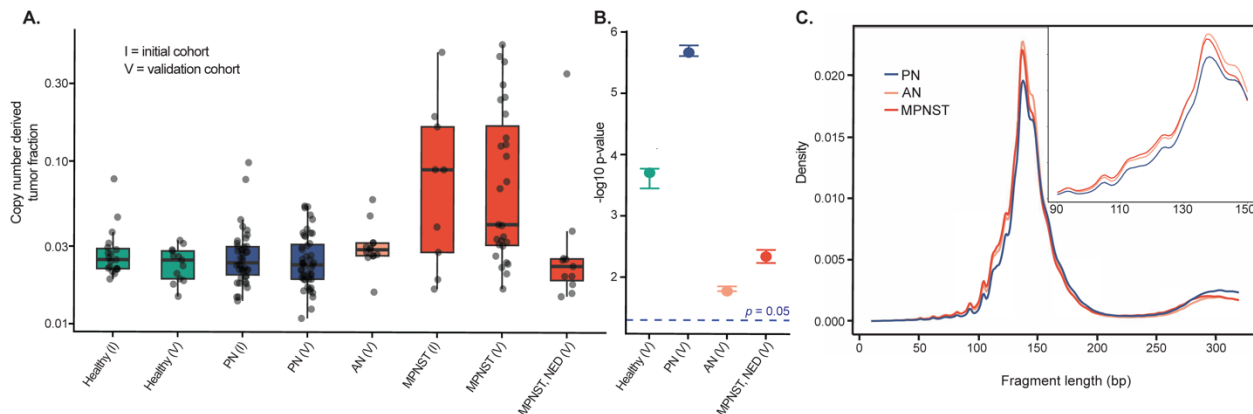 A.
I = initial cohort
V = validation cohort
Copy number derived
tumor fraction
0.30
0.10
0.03
0.01
Healthy (I)
Healthy (V)
PN (I)
PN (V)
AN (V)
MPNST (I)
MPNST (V)
MPNST, NED (V)
B.
-log10 p-value
6
5
4
3
2
p = 0.05
Healthy (V)
PN (V)
AN (V)
MPNST, NED (V)
C.
Density
0.020
0.015
0.010
0.005
0.000
PN
AN
MPNST
90
110
130
150
0
50
100
150
200
250
300
Fragment length (bp)